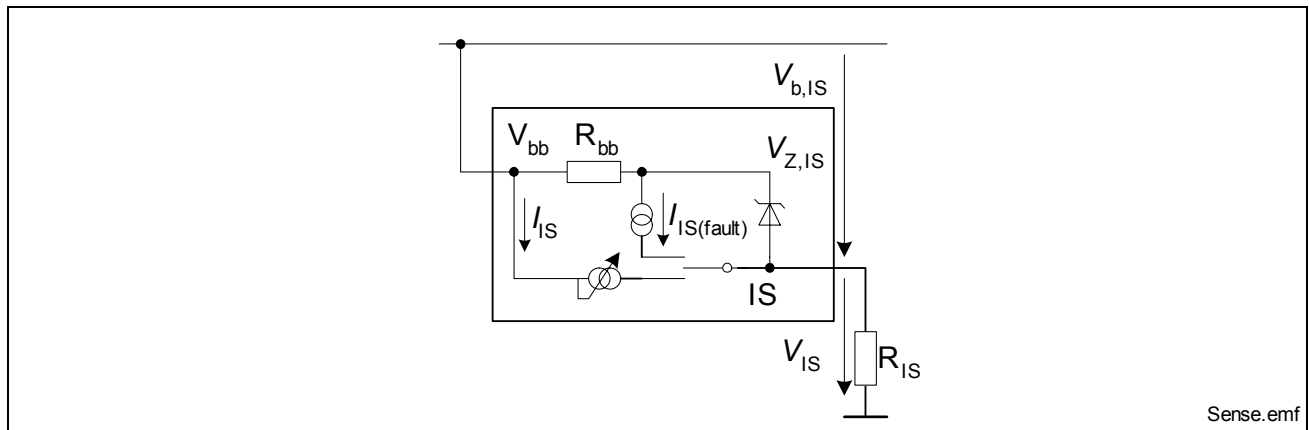 V_b,IS
V_bb R_bb V_Z,IS
I_IS I_IS(fault)
IS
V_IS R_IS
Sense.emf